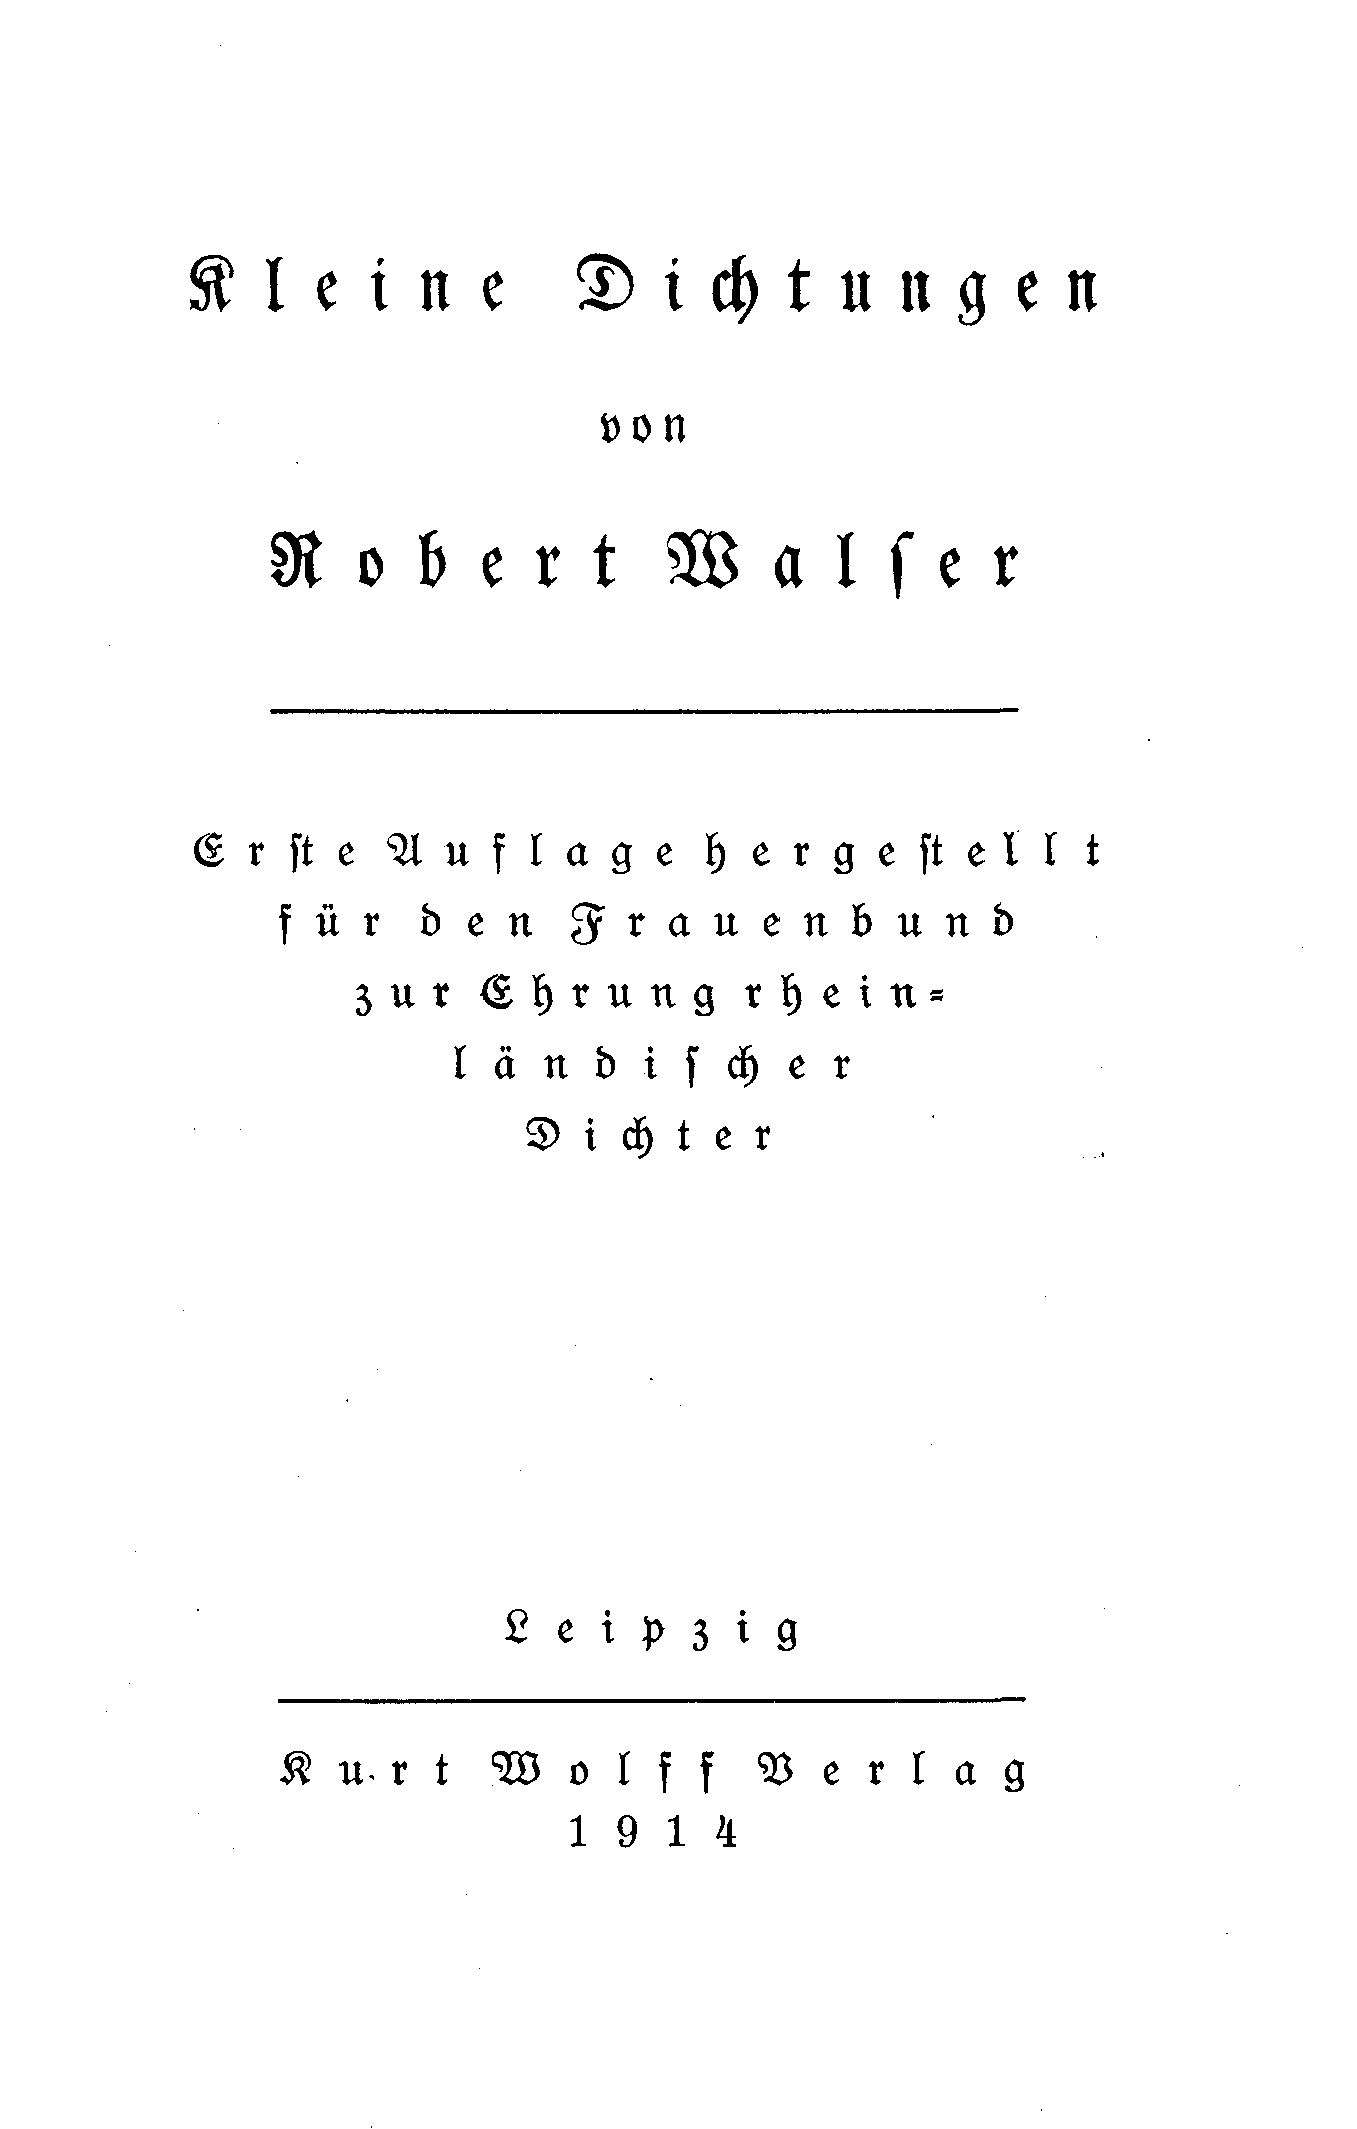 Kleine Dichtungen
von
Robert Walſer
Erſte Auflage hergeſtellt
für den Frauenbund
zur Ehrung rhein⸗
ländiſcher
Dichter
Leipzig
Kurt Wolff Verlag
1914